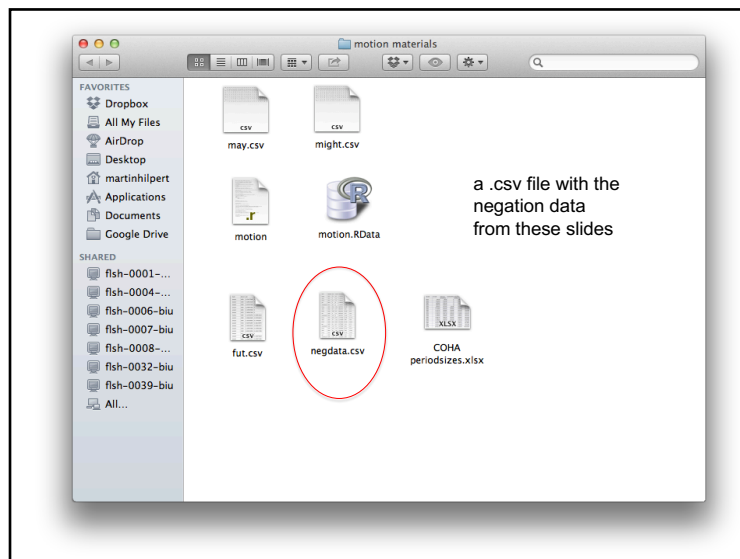 motion materials
FAVORITES
Dropbox
All My Files
AirDrop
Desktop
martinhilpert
Applications
Documents
Google Drive
SHARED
flsh-0001-...
flsh-0004-...
flsh-0006-biu
flsh-0007-biu
flsh-0008-...
flsh-0032-biu
flsh-0039-biu
All...
CSV
CSV
may.csv
might.csv
.r
R
motion
motion.RData
CSV
CSV
XLSX
fut.csv
negdata.csv
COHA
periodsizes.xlsx
a .csv file with the
negation data
from these slides